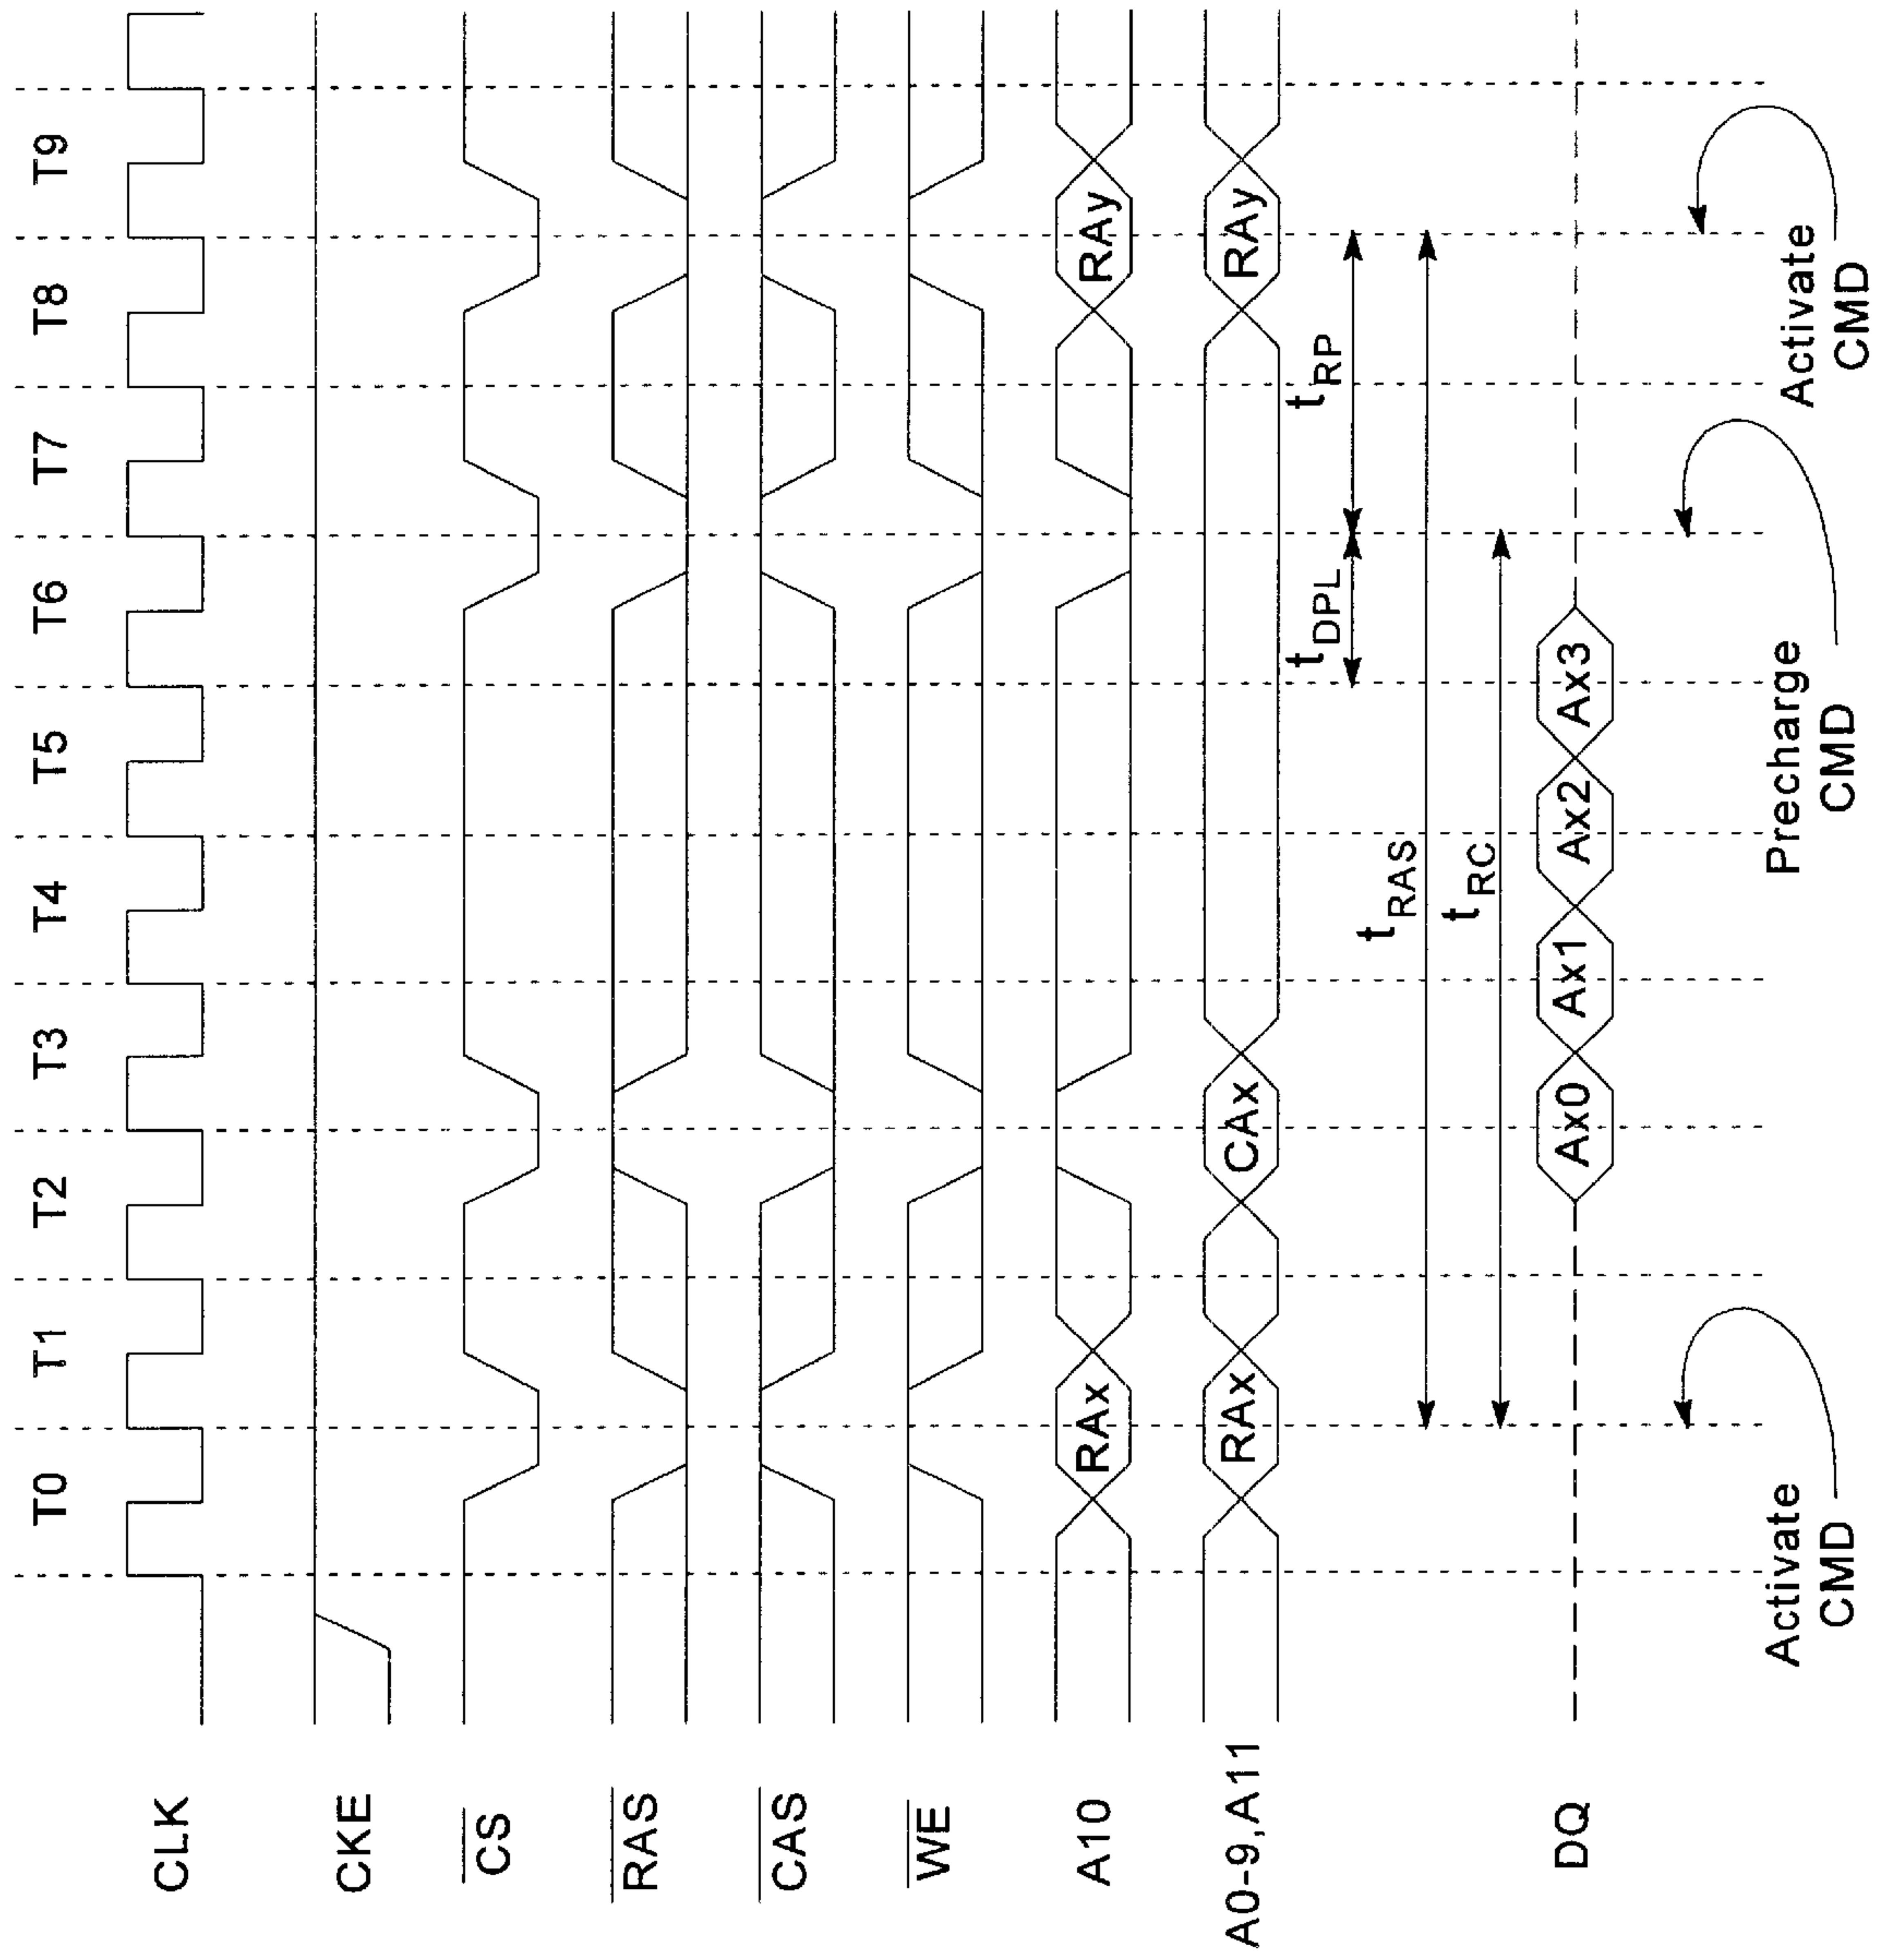 T0 T1 T2 T3 T4 T5 T6 T7 T8 T9
CLK
CKE
CS
RAS
CAS
WE
A10 RAx RAy
A0-9,A11 RAx CAx RAy
tDPL tRP
tRAS
tRC
DQ Ax0 Ax1 Ax2 Ax3
Activate Precharge Activate
CMD CMD CMD